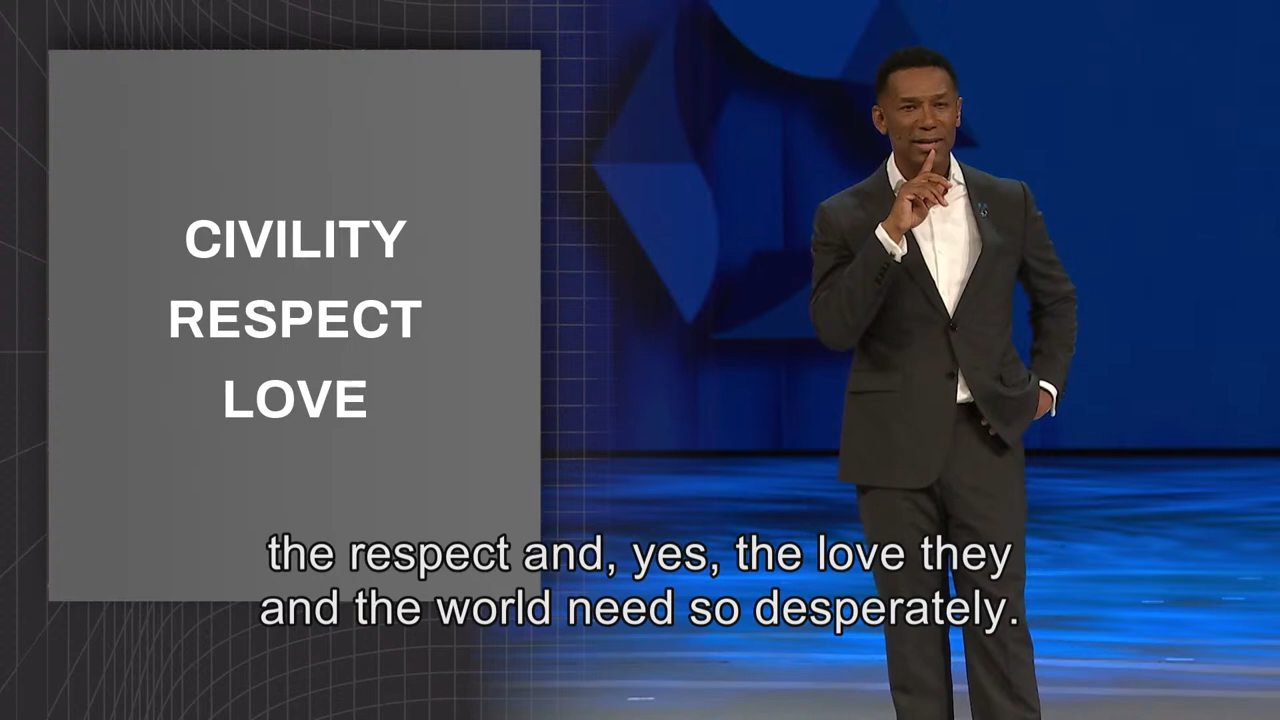 CIVILITY
RESPECT
LOVE
the respect and, yes, the love they
and the world need so desperately.